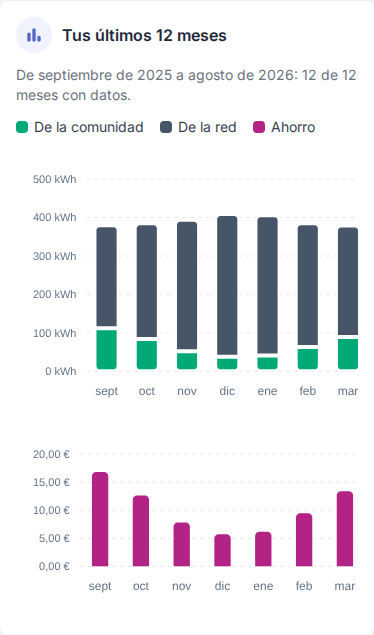 Tus últimos 12 meses
De septiembre de 2025 a agosto de 2026: 12 de 12
meses con datos.
De la comunidad De la red Ahorro
500 kWh
400 kWh
300 kWh
200 kWh
100 kWh
0 kWh
sept oct nov dic ene feb mar
20,00 €
15,00 €
10,00 €
5,00 €
0,00 €
sept oct nov dic ene feb mar